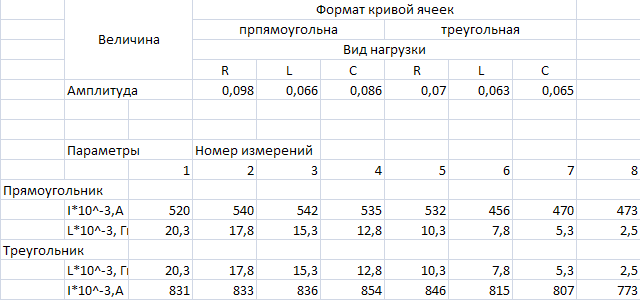 Формат кривой ячеек
Величина
прпямоугольна треугольная
Вид нагрузки
R L C R L C
Амплитуда 0,098 0,066 0,086 0,07 0,063 0,065
Параметры Номер измерений
1 2 3 4 5 6 7 8
Прямоугольник
I*10^-3,А 520 540 542 535 532 456 470 473
L*10^-3, Гн 20,3 17,8 15,3 12,8 10,3 7,8 5,3 2,5
Треугольник
L*10^-3, Гн 20,3 17,8 15,3 12,8 10,3 7,8 5,3 2,5
I*10^-3,А 831 833 836 854 846 815 807 773